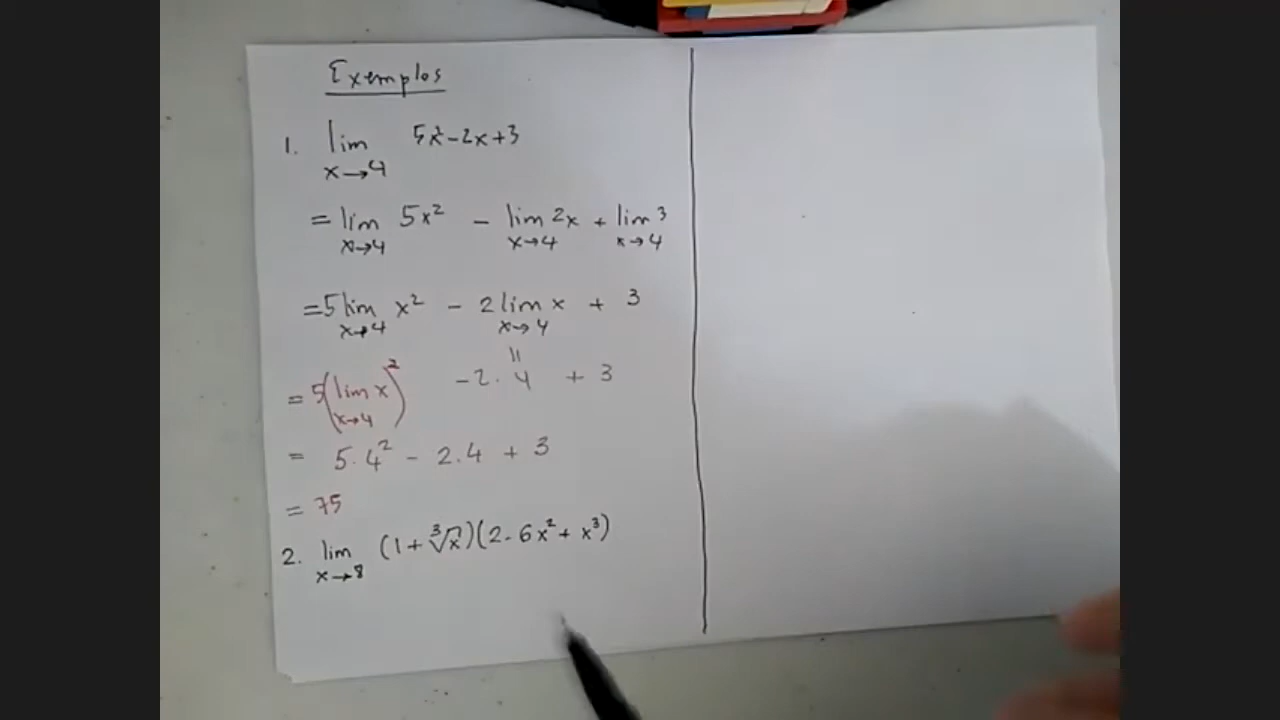 Exemplos
1. lim 5x²-2x+3
x→4
= lim 5x² - lim 2x + lim 3
x→4 x→4 x→4
=5 lim x² - 2 lim x + 3
x→4 x→4
= 5(lim x)² -2.4 + 3
x→4
= 5.4² - 2.4 + 3
= 75
2. lim (1+∛x)(2-6x²+x³)
x→8